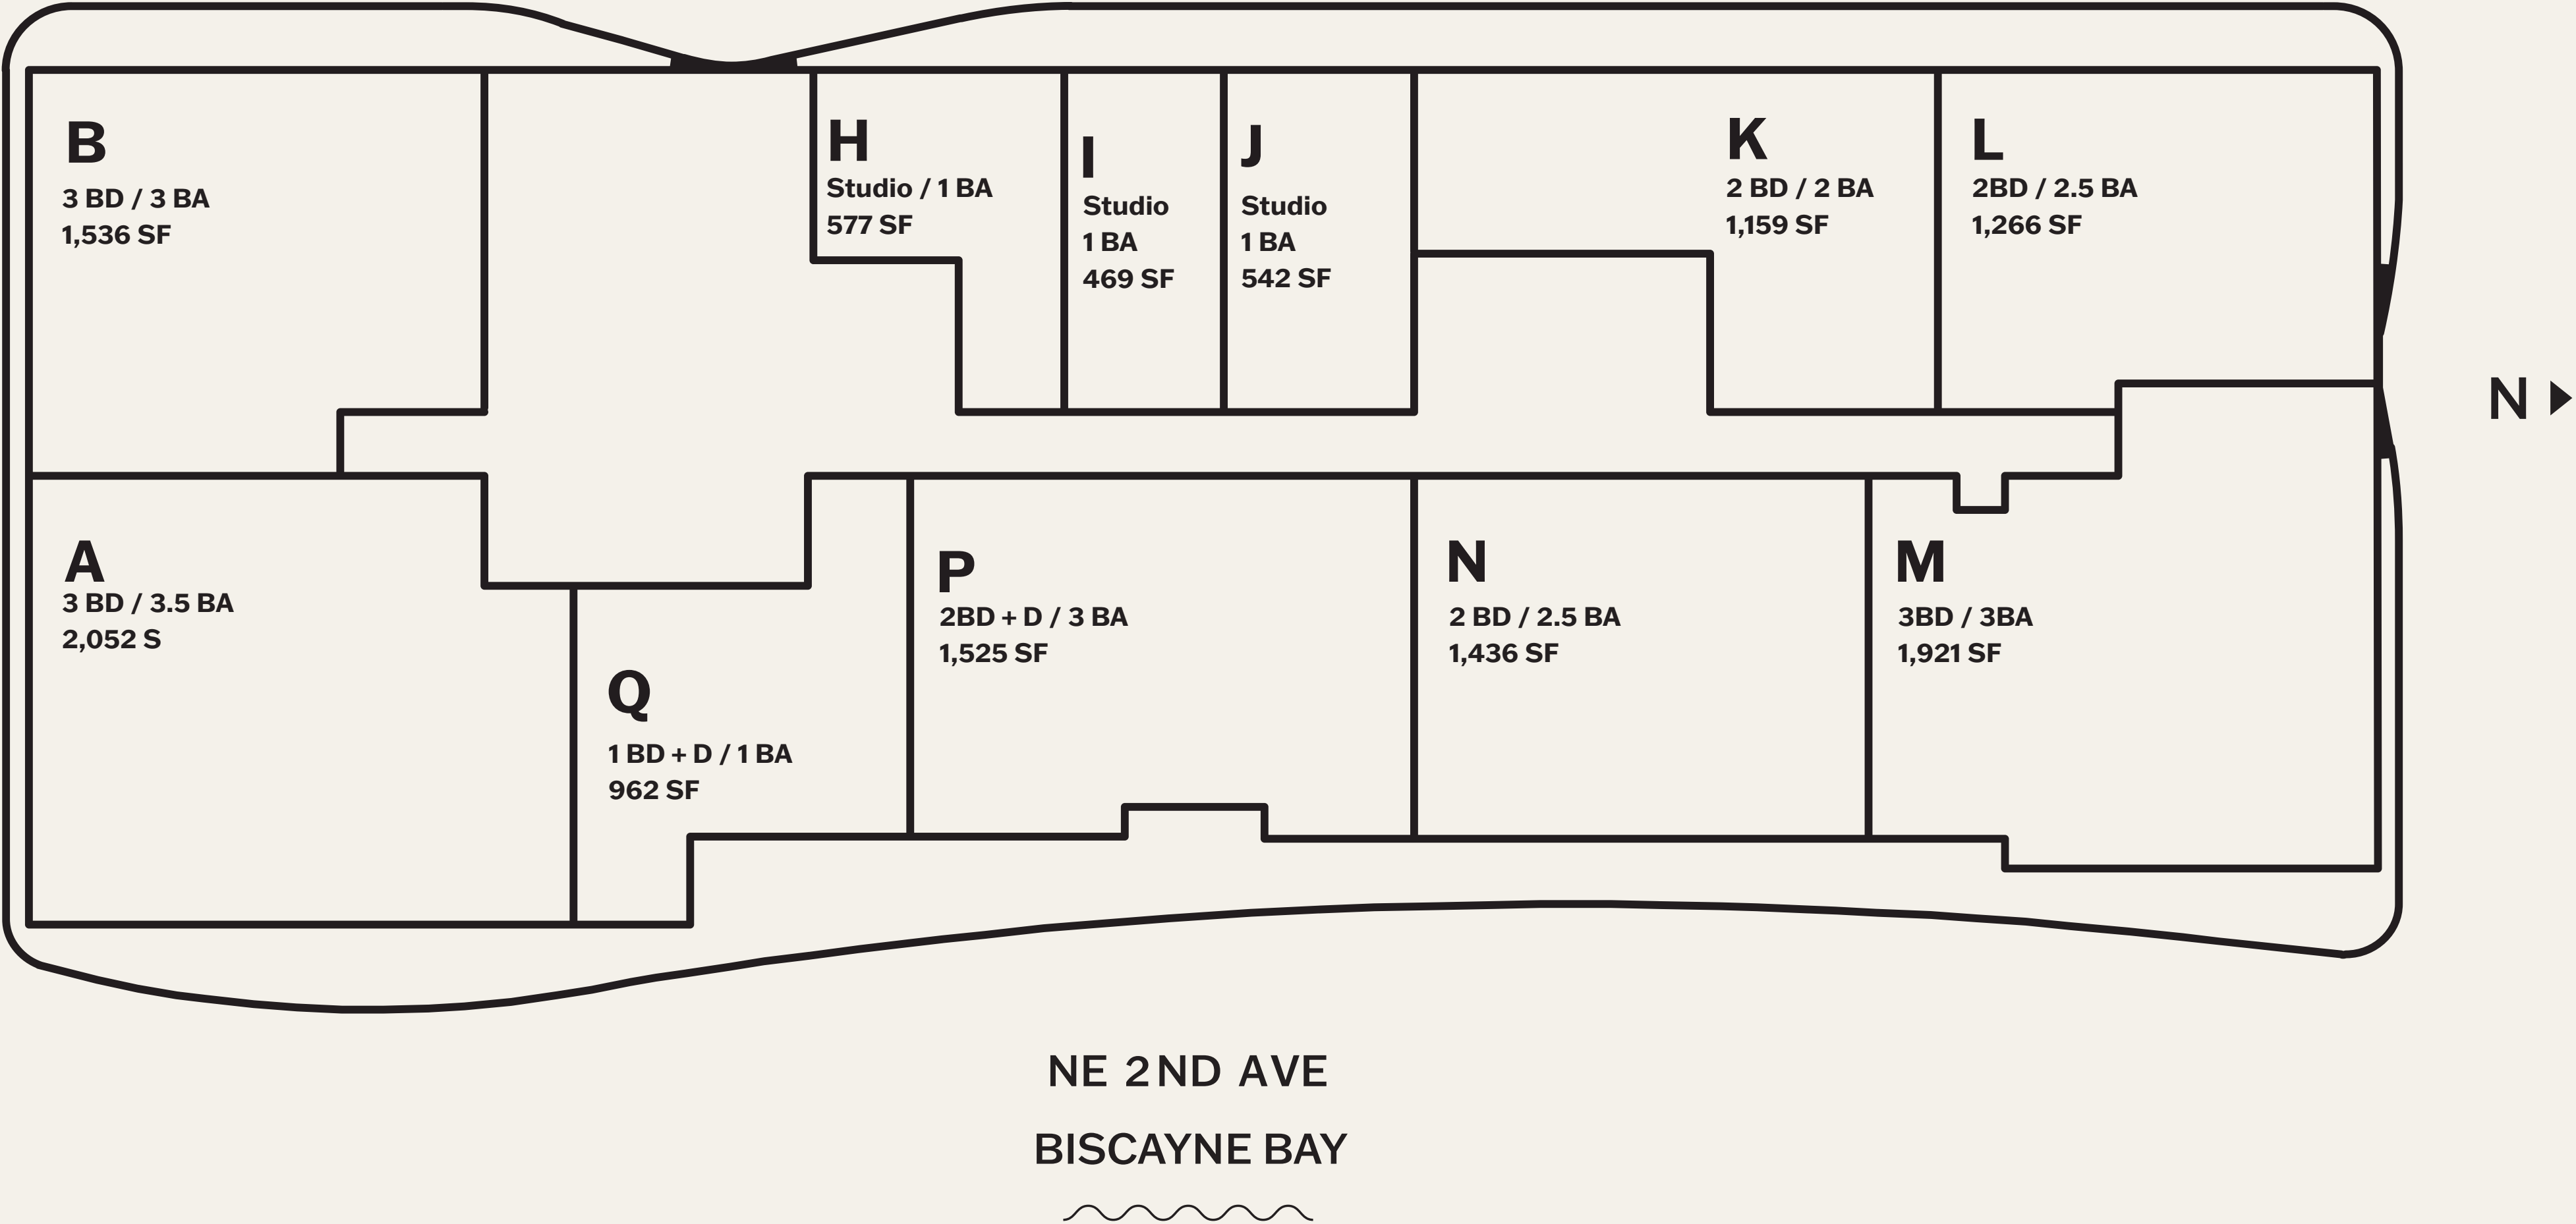 B
3 BD / 3 BA
1,536 SF
H
Studio / 1 BA
577 SF
I
Studio
1 BA
469 SF
J
Studio
1 BA
542 SF
K
2 BD / 2 BA
1,159 SF
L
2BD / 2.5 BA
1,266 SF
N
A
3 BD / 3.5 BA
2,052 S
Q
1 BD + D / 1 BA
962 SF
P
2BD + D / 3 BA
1,525 SF
N
2 BD / 2.5 BA
1,436 SF
M
3BD / 3BA
1,921 SF
NE 2ND AVE
BISCAYNE BAY